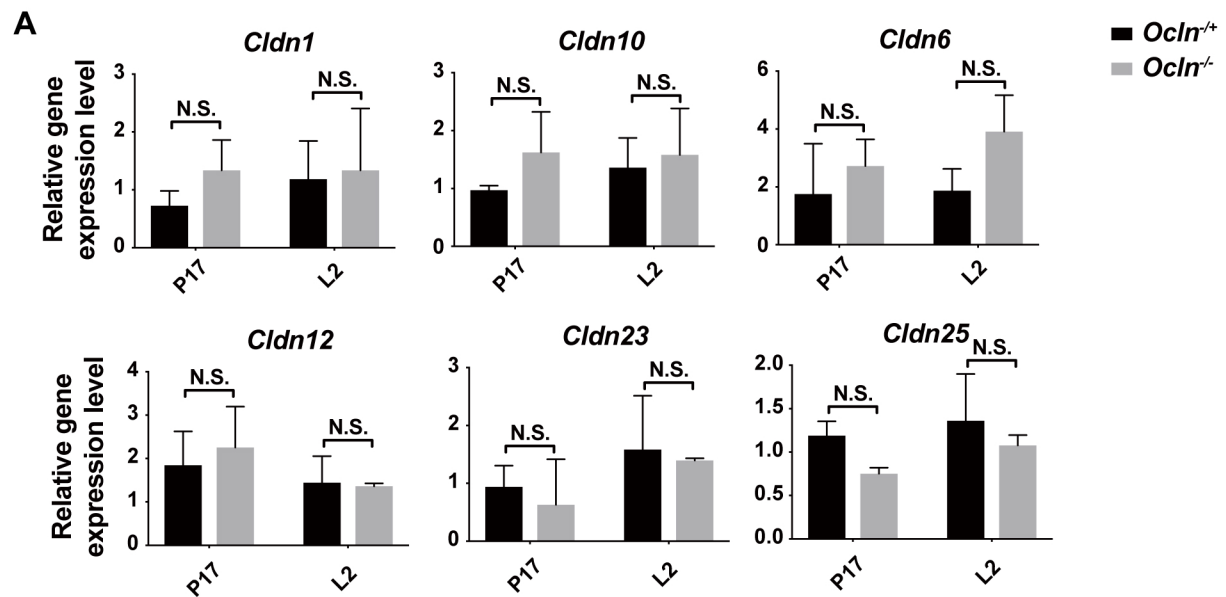 A
Cldn1
Cldn10
Cldn6
Ocln-/+
Ocln-/-
Relative gene
expression level
3
2
1
0
N.S.
N.S.
P17
L2
3
2
1
0
N.S.
N.S.
P17
L2
6
4
2
0
N.S.
N.S.
P17
L2
Cldn12
Cldn23
Cldn25
Relative gene
expression level
4
3
2
1
0
N.S.
N.S.
P17
L2
3
2
1
0
N.S.
N.S.
P17
L2
2.0
1.5
1.0
0.5
0.0
N.S.
N.S.
P17
L2